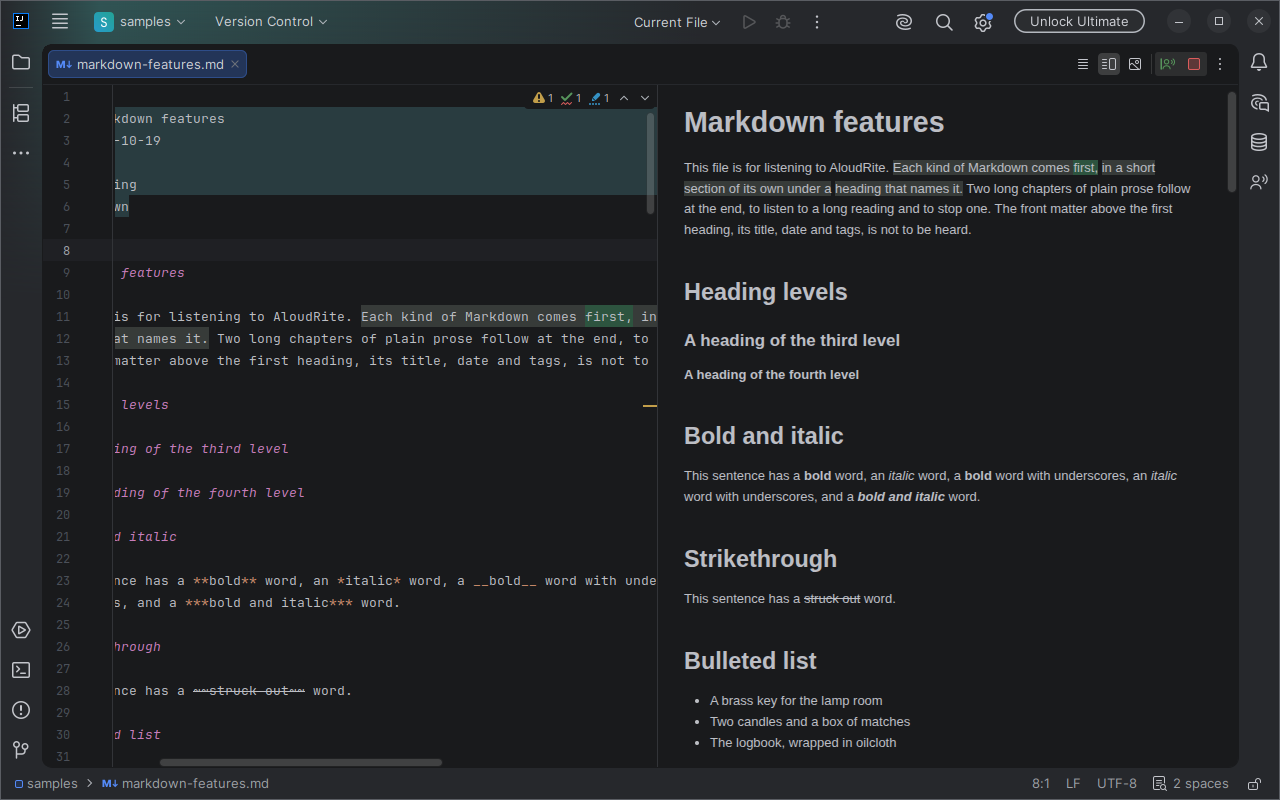 samples
Version Control
Current File
Unlock Ultimate
markdown-features.md
1
2 kdown features
3 -10-19
4
5 ing
6 wn
7
8
9 features
10
11 is for listening to AloudRite. Each kind of Markdown comes first, in
12 at names it. Two long chapters of plain prose follow at the end, to
13 matter above the first heading, its title, date and tags, is not to
14
15 levels
16
17 ing of the third level
18
19 ding of the fourth level
20
21 d italic
22
23 nce has a **bold** word, an *italic* word, a __bold__ word with unde
24 s, and a ***bold and italic*** word.
25
26 hrough
27
28 nce has a ~~struck out~~ word.
29
30 d list
31
1 1 1
Markdown features
This file is for listening to AloudRite. Each kind of Markdown comes first, in a short
section of its own under a heading that names it. Two long chapters of plain prose follow
at the end, to listen to a long reading and to stop one. The front matter above the first
heading, its title, date and tags, is not to be heard.
Heading levels
A heading of the third level
A heading of the fourth level
Bold and italic
This sentence has a bold word, an italic word, a bold word with underscores, an italic
word with underscores, and a bold and italic word.
Strikethrough
This sentence has a struck out word.
Bulleted list
• A brass key for the lamp room
• Two candles and a box of matches
• The logbook, wrapped in oilcloth
samples > markdown-features.md
8:1 LF UTF-8 2 spaces